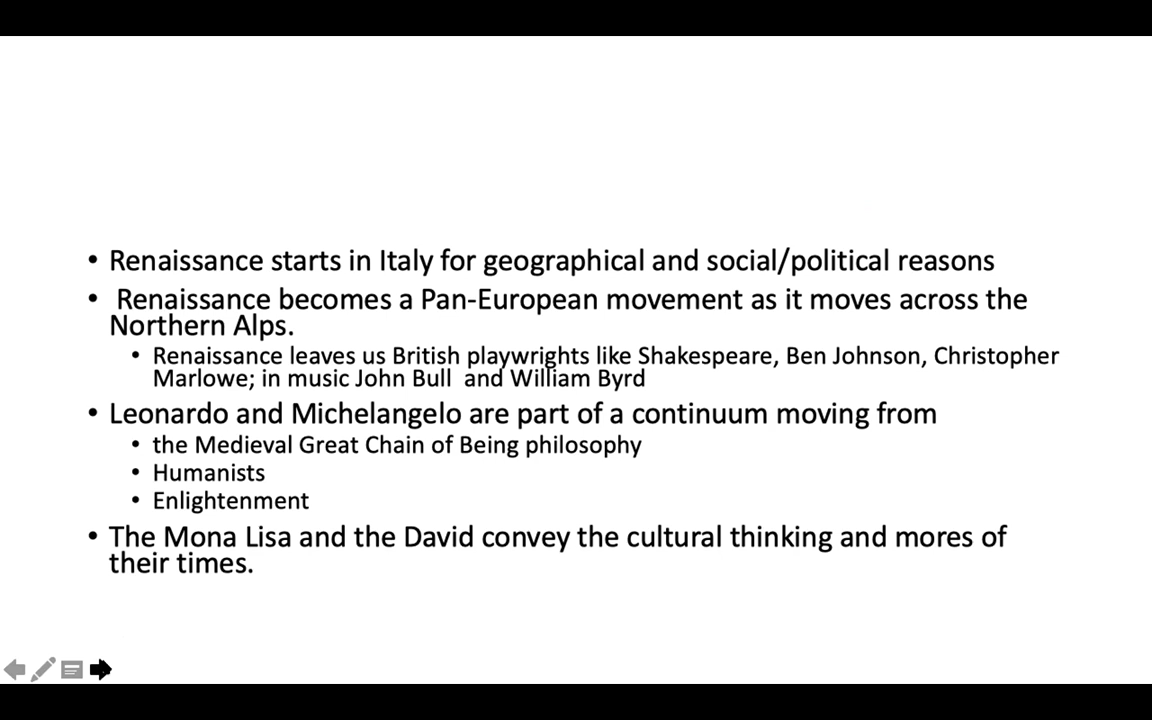 • Renaissance starts in Italy for geographical and social/political reasons
• Renaissance becomes a Pan-European movement as it moves across the
Northern Alps.
• Renaissance leaves us British playwrights like Shakespeare, Ben Johnson, Christopher
Marlowe; in music John Bull and William Byrd
• Leonardo and Michelangelo are part of a continuum moving from
• the Medieval Great Chain of Being philosophy
• Humanists
• Enlightenment
• The Mona Lisa and the David convey the cultural thinking and mores of
their times.